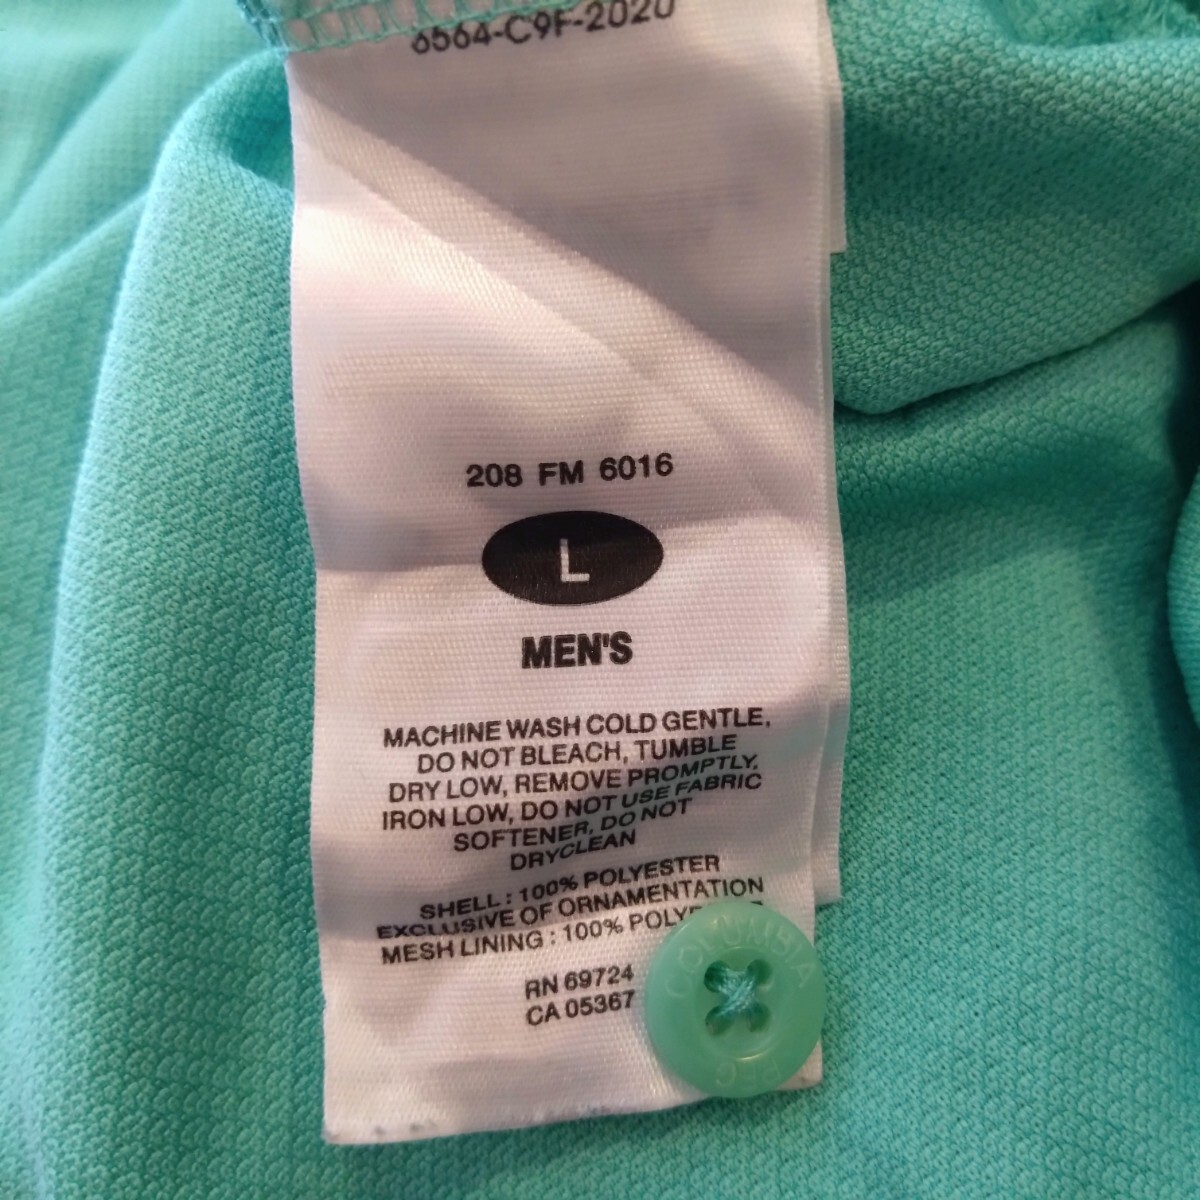 6564-C9F-2020
208 FM 6016
L
MEN'S
MACHINE WASH COLD GENTLE,
DO NOT BLEACH, TUMBLE
DRY LOW, REMOVE PROMPTLY,
IRON LOW, DO NOT USE FABRIC
SOFTENER, DO NOT
DRYCLEAN
SHELL : 100% POLYESTER
EXCLUSIVE OF ORNAMENTATION
MESH LINING : 100%
RN 69724
CA 05367
COLUMBIA